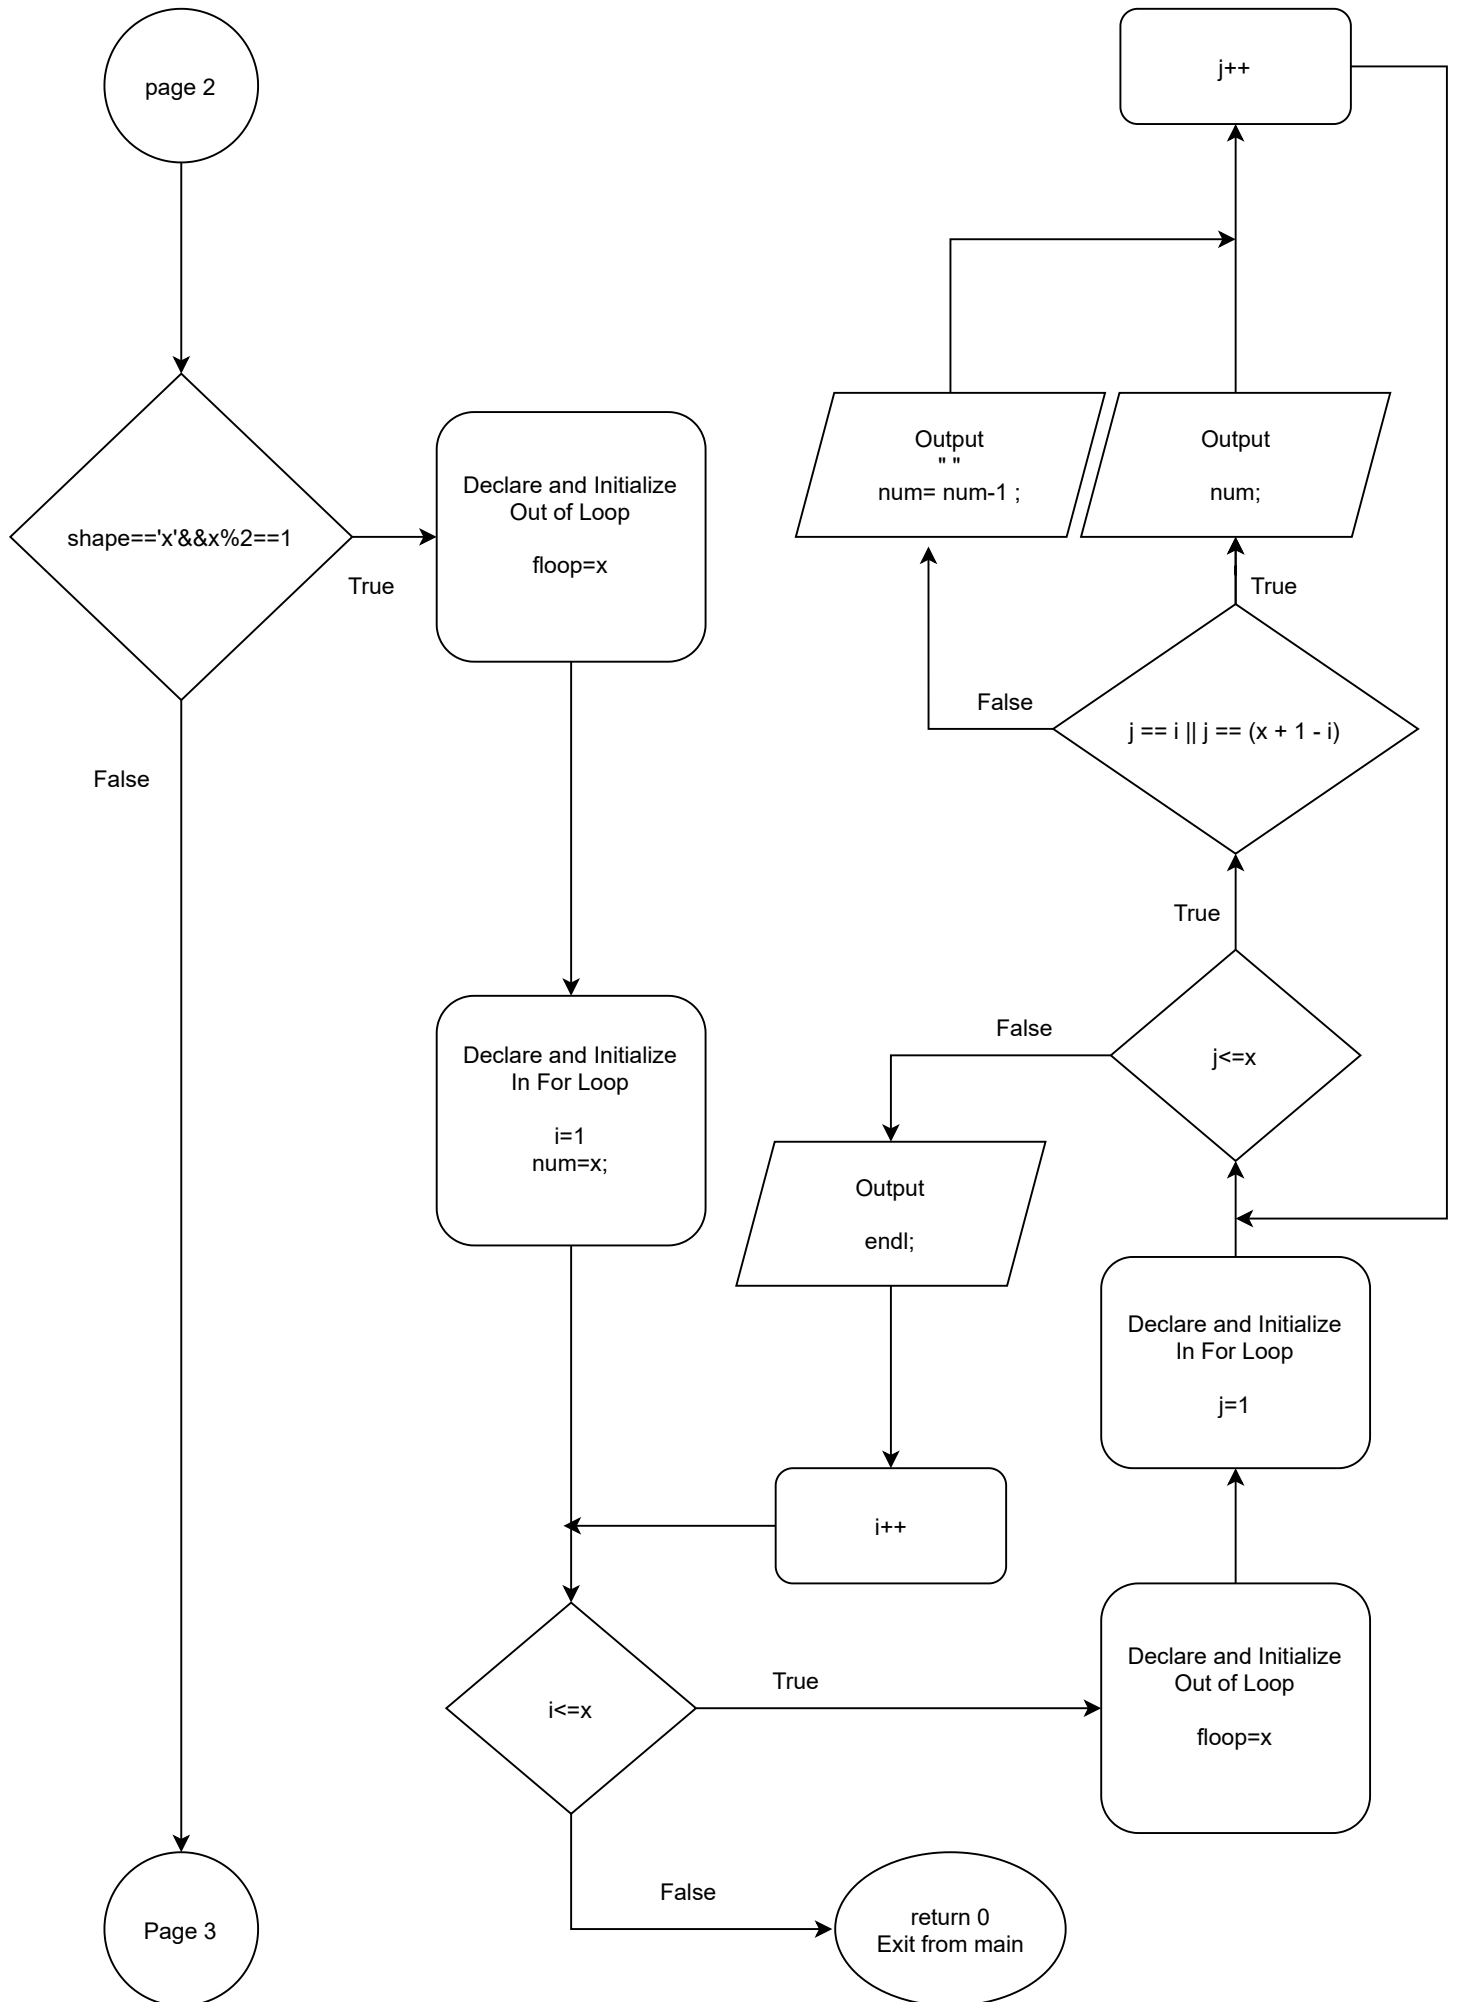 page 2
shape=='x'&&x%2==1
True
False
Declare and Initialize
Out of Loop
floop=x
Declare and Initialize
In For Loop
i=1
num=x;
i<=x
True
False
return 0
Exit from main
Page 3
Declare and Initialize
Out of Loop
floop=x
Declare and Initialize
In For Loop
j=1
j<=x
True
False
Output
endl;
i++
j == i || j == (x + 1 - i)
True
False
Output
" "
num= num-1 ;
Output
num;
j++